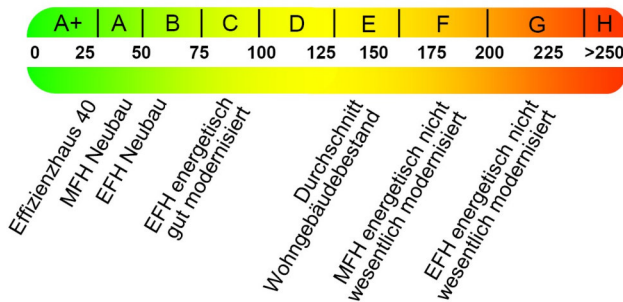 A+ A B C D E F G H
0 25 50 75 100 125 150 175 200 225 >250
Effizienzhaus 40
MFH Neubau
EFH Neubau
EFH energetisch
gut modernisiert
Durchschnitt
Wohngebäudebestand
MFH energetisch nicht
wesentlich modernisiert
EFH energetisch nicht
wesentlich modernisiert